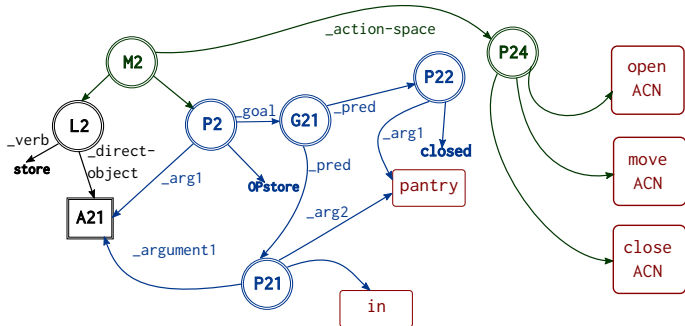 _action-space
M2
P24
open
ACN
P22
_goal
_pred
G21
P2
L2
_verb
_arg1
closed
store
_direct-
object
_pred
move
ACN
_arg1
OPstore
pantry
A21
_arg2
_argument1
close
ACN
P21
in